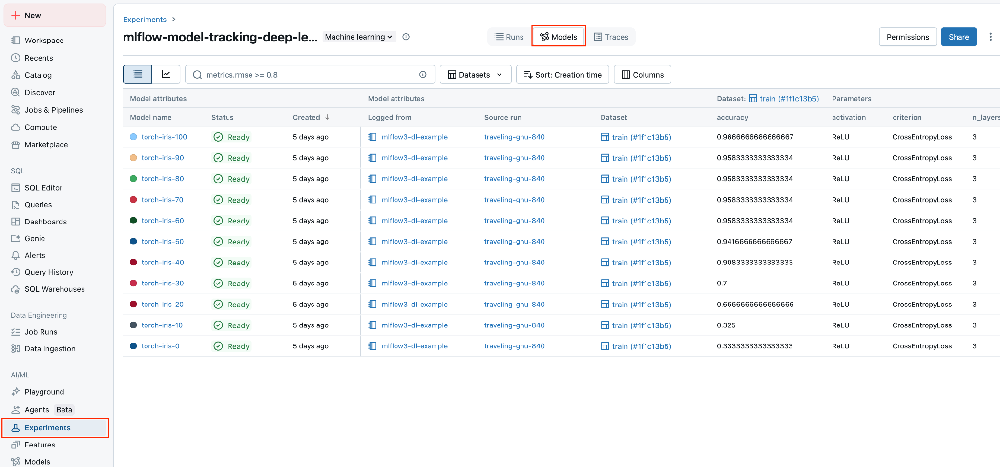 New
Workspace
Recents
Catalog
Discover
Jobs & Pipelines
Compute
Marketplace
SQL
SQL Editor
Queries
Dashboards
Genie
Alerts
Query History
SQL Warehouses
Data Engineering
Job Runs
Data Ingestion
AI/ML
Playground
Agents Beta
Experiments
Features
Models
Experiments
mlflow-model-tracking-deep-le... Machine learning Runs Models Traces Permissions Share
metrics.rmse >= 0.8 Datasets Sort: Creation time Columns
Model attributes Model attributes Dataset: train (#1f1c13b5) Parameters
Model name Status Created Logged from Source run Dataset accuracy activation criterion n_layers
torch-iris-100 Ready 5 days ago mlflow3-dl-example traveling-gnu-840 train (#1f1c13b5) 0.9666666666666667 ReLU CrossEntropyLoss 3
torch-iris-90 Ready 5 days ago mlflow3-dl-example traveling-gnu-840 train (#1f1c13b5) 0.9583333333333334 ReLU CrossEntropyLoss 3
torch-iris-80 Ready 5 days ago mlflow3-dl-example traveling-gnu-840 train (#1f1c13b5) 0.9583333333333334 ReLU CrossEntropyLoss 3
torch-iris-70 Ready 5 days ago mlflow3-dl-example traveling-gnu-840 train (#1f1c13b5) 0.9583333333333334 ReLU CrossEntropyLoss 3
torch-iris-60 Ready 5 days ago mlflow3-dl-example traveling-gnu-840 train (#1f1c13b5) 0.9583333333333334 ReLU CrossEntropyLoss 3
torch-iris-50 Ready 5 days ago mlflow3-dl-example traveling-gnu-840 train (#1f1c13b5) 0.9416666666666667 ReLU CrossEntropyLoss 3
torch-iris-40 Ready 5 days ago mlflow3-dl-example traveling-gnu-840 train (#1f1c13b5) 0.9083333333333333 ReLU CrossEntropyLoss 3
torch-iris-30 Ready 5 days ago mlflow3-dl-example traveling-gnu-840 train (#1f1c13b5) 0.7 ReLU CrossEntropyLoss 3
torch-iris-20 Ready 5 days ago mlflow3-dl-example traveling-gnu-840 train (#1f1c13b5) 0.6666666666666666 ReLU CrossEntropyLoss 3
torch-iris-10 Ready 5 days ago mlflow3-dl-example traveling-gnu-840 train (#1f1c13b5) 0.325 ReLU CrossEntropyLoss 3
torch-iris-0 Ready 5 days ago mlflow3-dl-example traveling-gnu-840 train (#1f1c13b5) 0.3333333333333333 ReLU CrossEntropyLoss 3